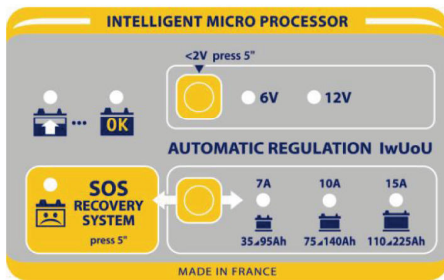 INTELLIGENT MICRO PROCESSOR
<2V press 5"
6V 12V
... OK
AUTOMATIC REGULATION IwUoU
SOS
RECOVERY
SYSTEM
press 5"
7A 10A 15A
35⊿95Ah 75⊿140Ah 110⊿225Ah
MADE IN FRANCE